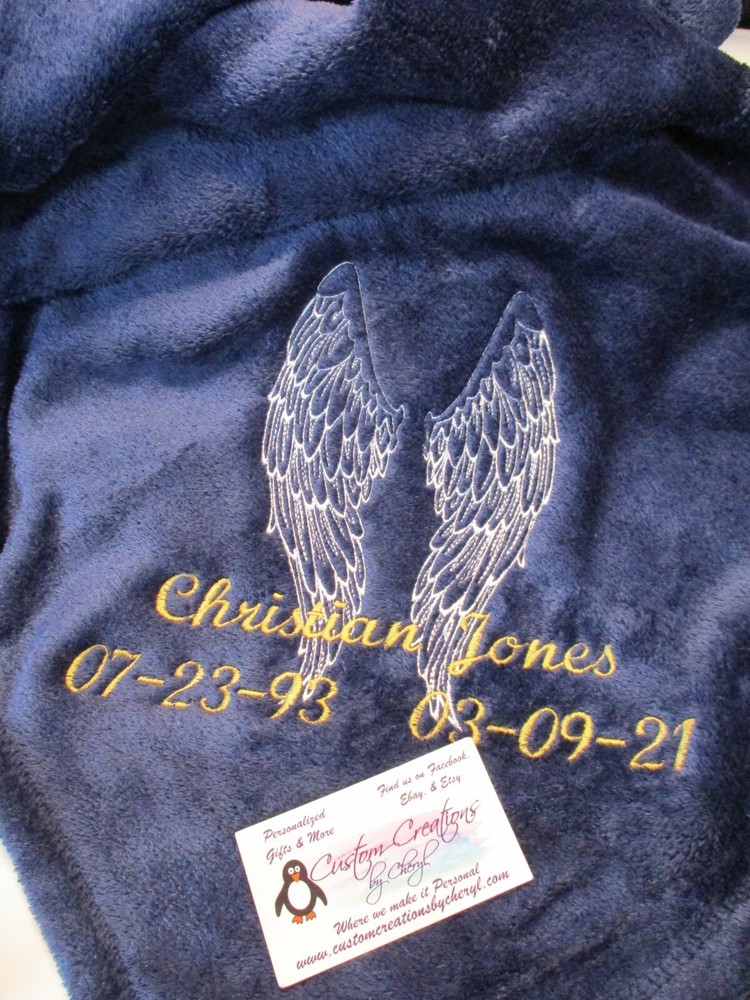 Christian Jones
07-23-93 03-09-21
Personalized
Gifts & More
Find us on Facebook,
Ebay, & Etsy
Custom Creations
by Cheryl
Where we make it Personal
www.customcreationsbycheryl.com